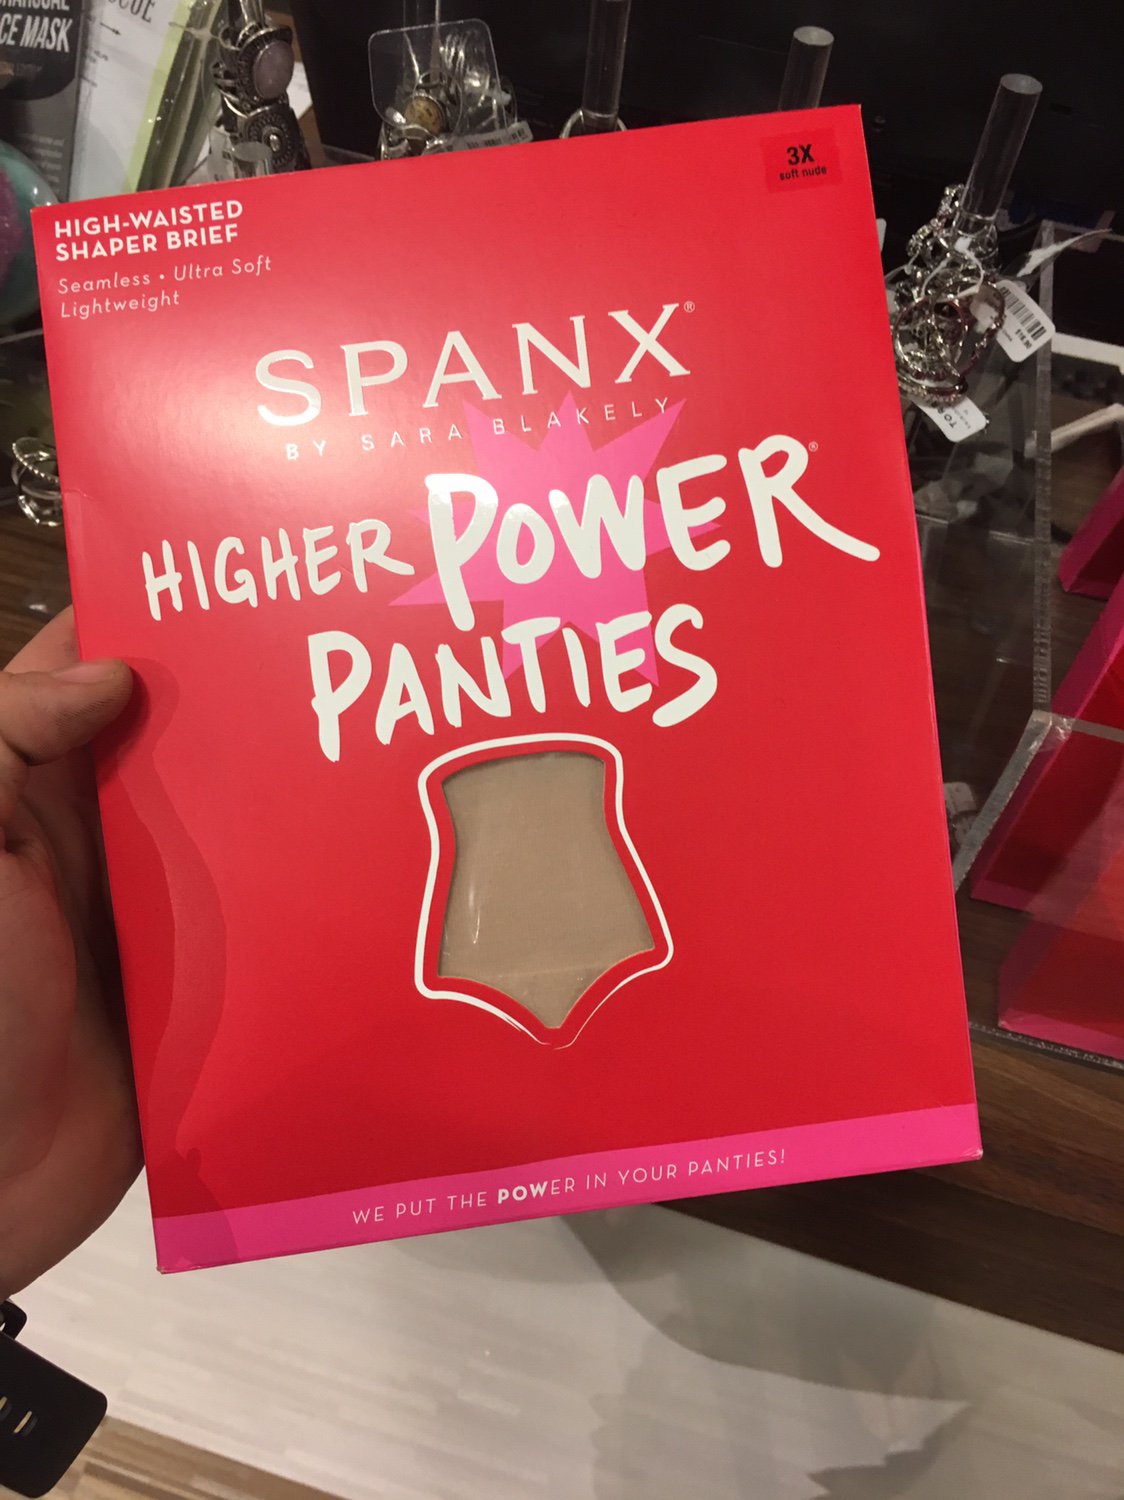 CE MASK
3X
soft nude
HIGH-WAISTED
SHAPER BRIEF
Seamless • Ultra Soft
Lightweight
SPANX®
BY SARA BLAKELY
HIGHER POWER®
PANTIES
WE PUT THE POWER IN YOUR PANTIES!